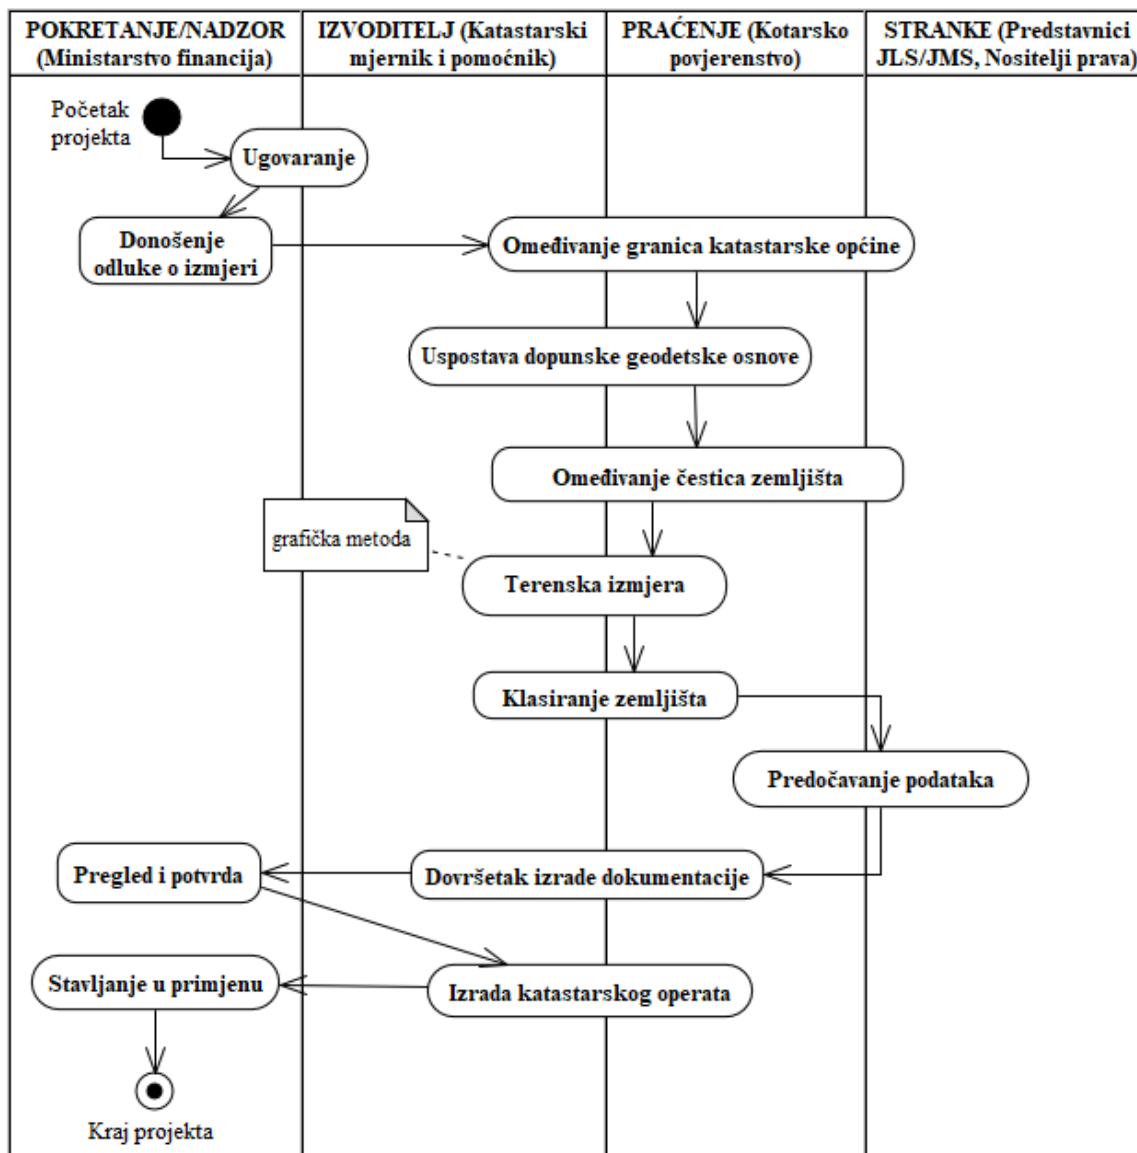 POKRETANJE/NADZOR
(Ministarstvo financija)
IZVODITELJ (Katastarski
mjernik i pomoćnik)
PRAĆENJE (Kotarsko
povjerenstvo)
STRANKE (Predstavnici
JLS/JMS, Nositelji prava)
Početak
projekta
Ugovaranje
Donošenje
odluke o izmjeri
Omeđivanje granica katastarske općine
Uspostava dopunske geodetske osnove
Omeđivanje čestica zemljišta
grafička metoda
Terenska izmjera
Klasiranje zemljišta
Predočavanje podataka
Pregled i potvrda
Dovršetak izrade dokumentacije
Stavljanje u primjenu
Izrada katastarskog operata
Kraj projekta